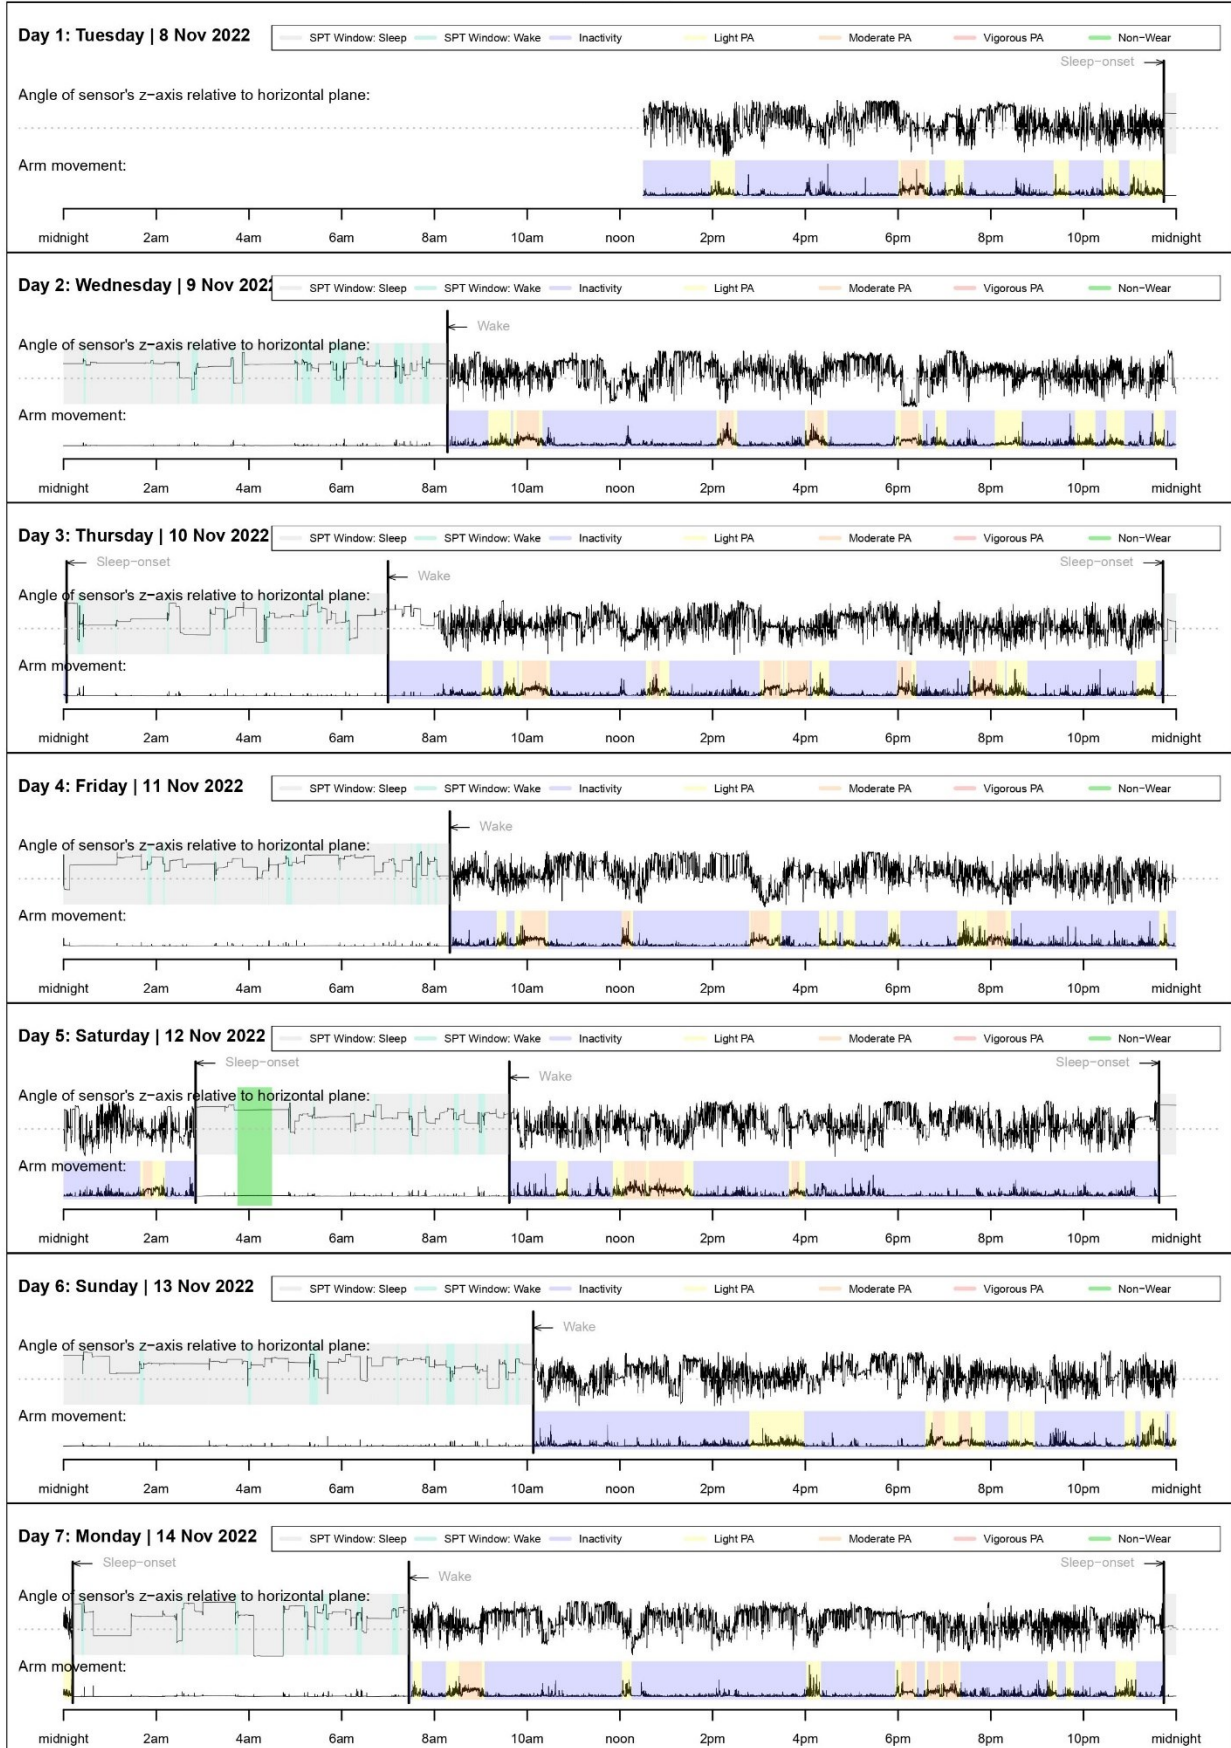 Day 1: Tuesday | 8 Nov 2022 SPT Window: Sleep SPT Window: Wake Inactivity Light PA Moderate PA Vigorous PA Non-Wear
Sleep-onset
Angle of sensor's z-axis relative to horizontal plane:
Arm movement:
midnight 2am 4am 6am 8am 10am noon 2pm 4pm 6pm 8pm 10pm midnight
Day 2: Wednesday | 9 Nov 2022 SPT Window: Sleep SPT Window: Wake Inactivity Light PA Moderate PA Vigorous PA Non-Wear
Wake
Angle of sensor's z-axis relative to horizontal plane:
Arm movement:
midnight 2am 4am 6am 8am 10am noon 2pm 4pm 6pm 8pm 10pm midnight
Day 3: Thursday | 10 Nov 2022 SPT Window: Sleep SPT Window: Wake Inactivity Light PA Moderate PA Vigorous PA Non-Wear
Sleep-onset Sleep-onset
Wake
Angle of sensor's z-axis relative to horizontal plane:
Arm movement:
midnight 2am 4am 6am 8am 10am noon 2pm 4pm 6pm 8pm 10pm midnight
Day 4: Friday | 11 Nov 2022 SPT Window: Sleep SPT Window: Wake Inactivity Light PA Moderate PA Vigorous PA Non-Wear
Wake
Angle of sensor's z-axis relative to horizontal plane:
Arm movement:
midnight 2am 4am 6am 8am 10am noon 2pm 4pm 6pm 8pm 10pm midnight
Day 5: Saturday | 12 Nov 2022 SPT Window: Sleep SPT Window: Wake Inactivity Light PA Moderate PA Vigorous PA Non-Wear
Sleep-onset Sleep-onset
Wake
Angle of sensor's z-axis relative to horizontal plane:
Arm movement:
midnight 2am 4am 6am 8am 10am noon 2pm 4pm 6pm 8pm 10pm midnight
Day 6: Sunday | 13 Nov 2022 SPT Window: Sleep SPT Window: Wake Inactivity Light PA Moderate PA Vigorous PA Non-Wear
Wake
Angle of sensor's z-axis relative to horizontal plane:
Arm movement:
midnight 2am 4am 6am 8am 10am noon 2pm 4pm 6pm 8pm 10pm midnight
Day 7: Monday | 14 Nov 2022 SPT Window: Sleep SPT Window: Wake Inactivity Light PA Moderate PA Vigorous PA Non-Wear
Sleep-onset Sleep-onset
Wake
Angle of sensor's z-axis relative to horizontal plane:
Arm movement:
midnight 2am 4am 6am 8am 10am noon 2pm 4pm 6pm 8pm 10pm midnight